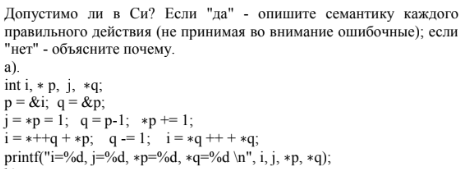 Допустимо ли в Си? Если "да" - опишите семантику каждого
правильного действия (не принимая во внимание ошибочные); если
"нет" - объясните почему.
а).
int i, * p, j, *q;
p = &i; q = &p;
j = *p = 1; q = p-1; *p += 1;
i = *++q + *p; q -= 1; i = *q ++ + *q;
printf("i=%d, j=%d, *p=%d, *q=%d \n", i, j, *p, *q);